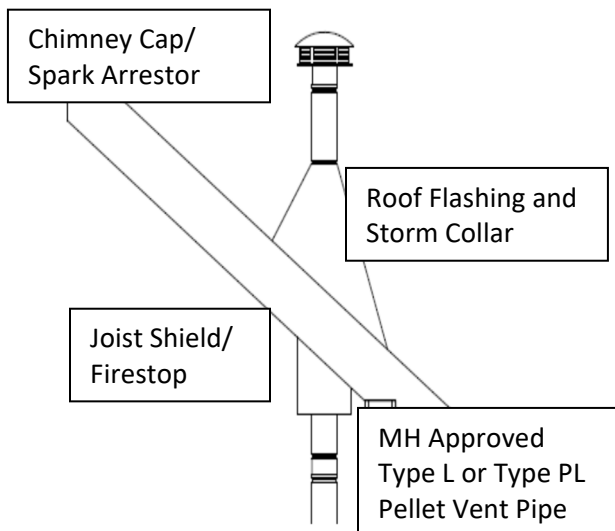 Chimney Cap/
Spark Arrestor
Roof Flashing and
Storm Collar
Joist Shield/
Firestop
MH Approved
Type L or Type PL
Pellet Vent Pipe